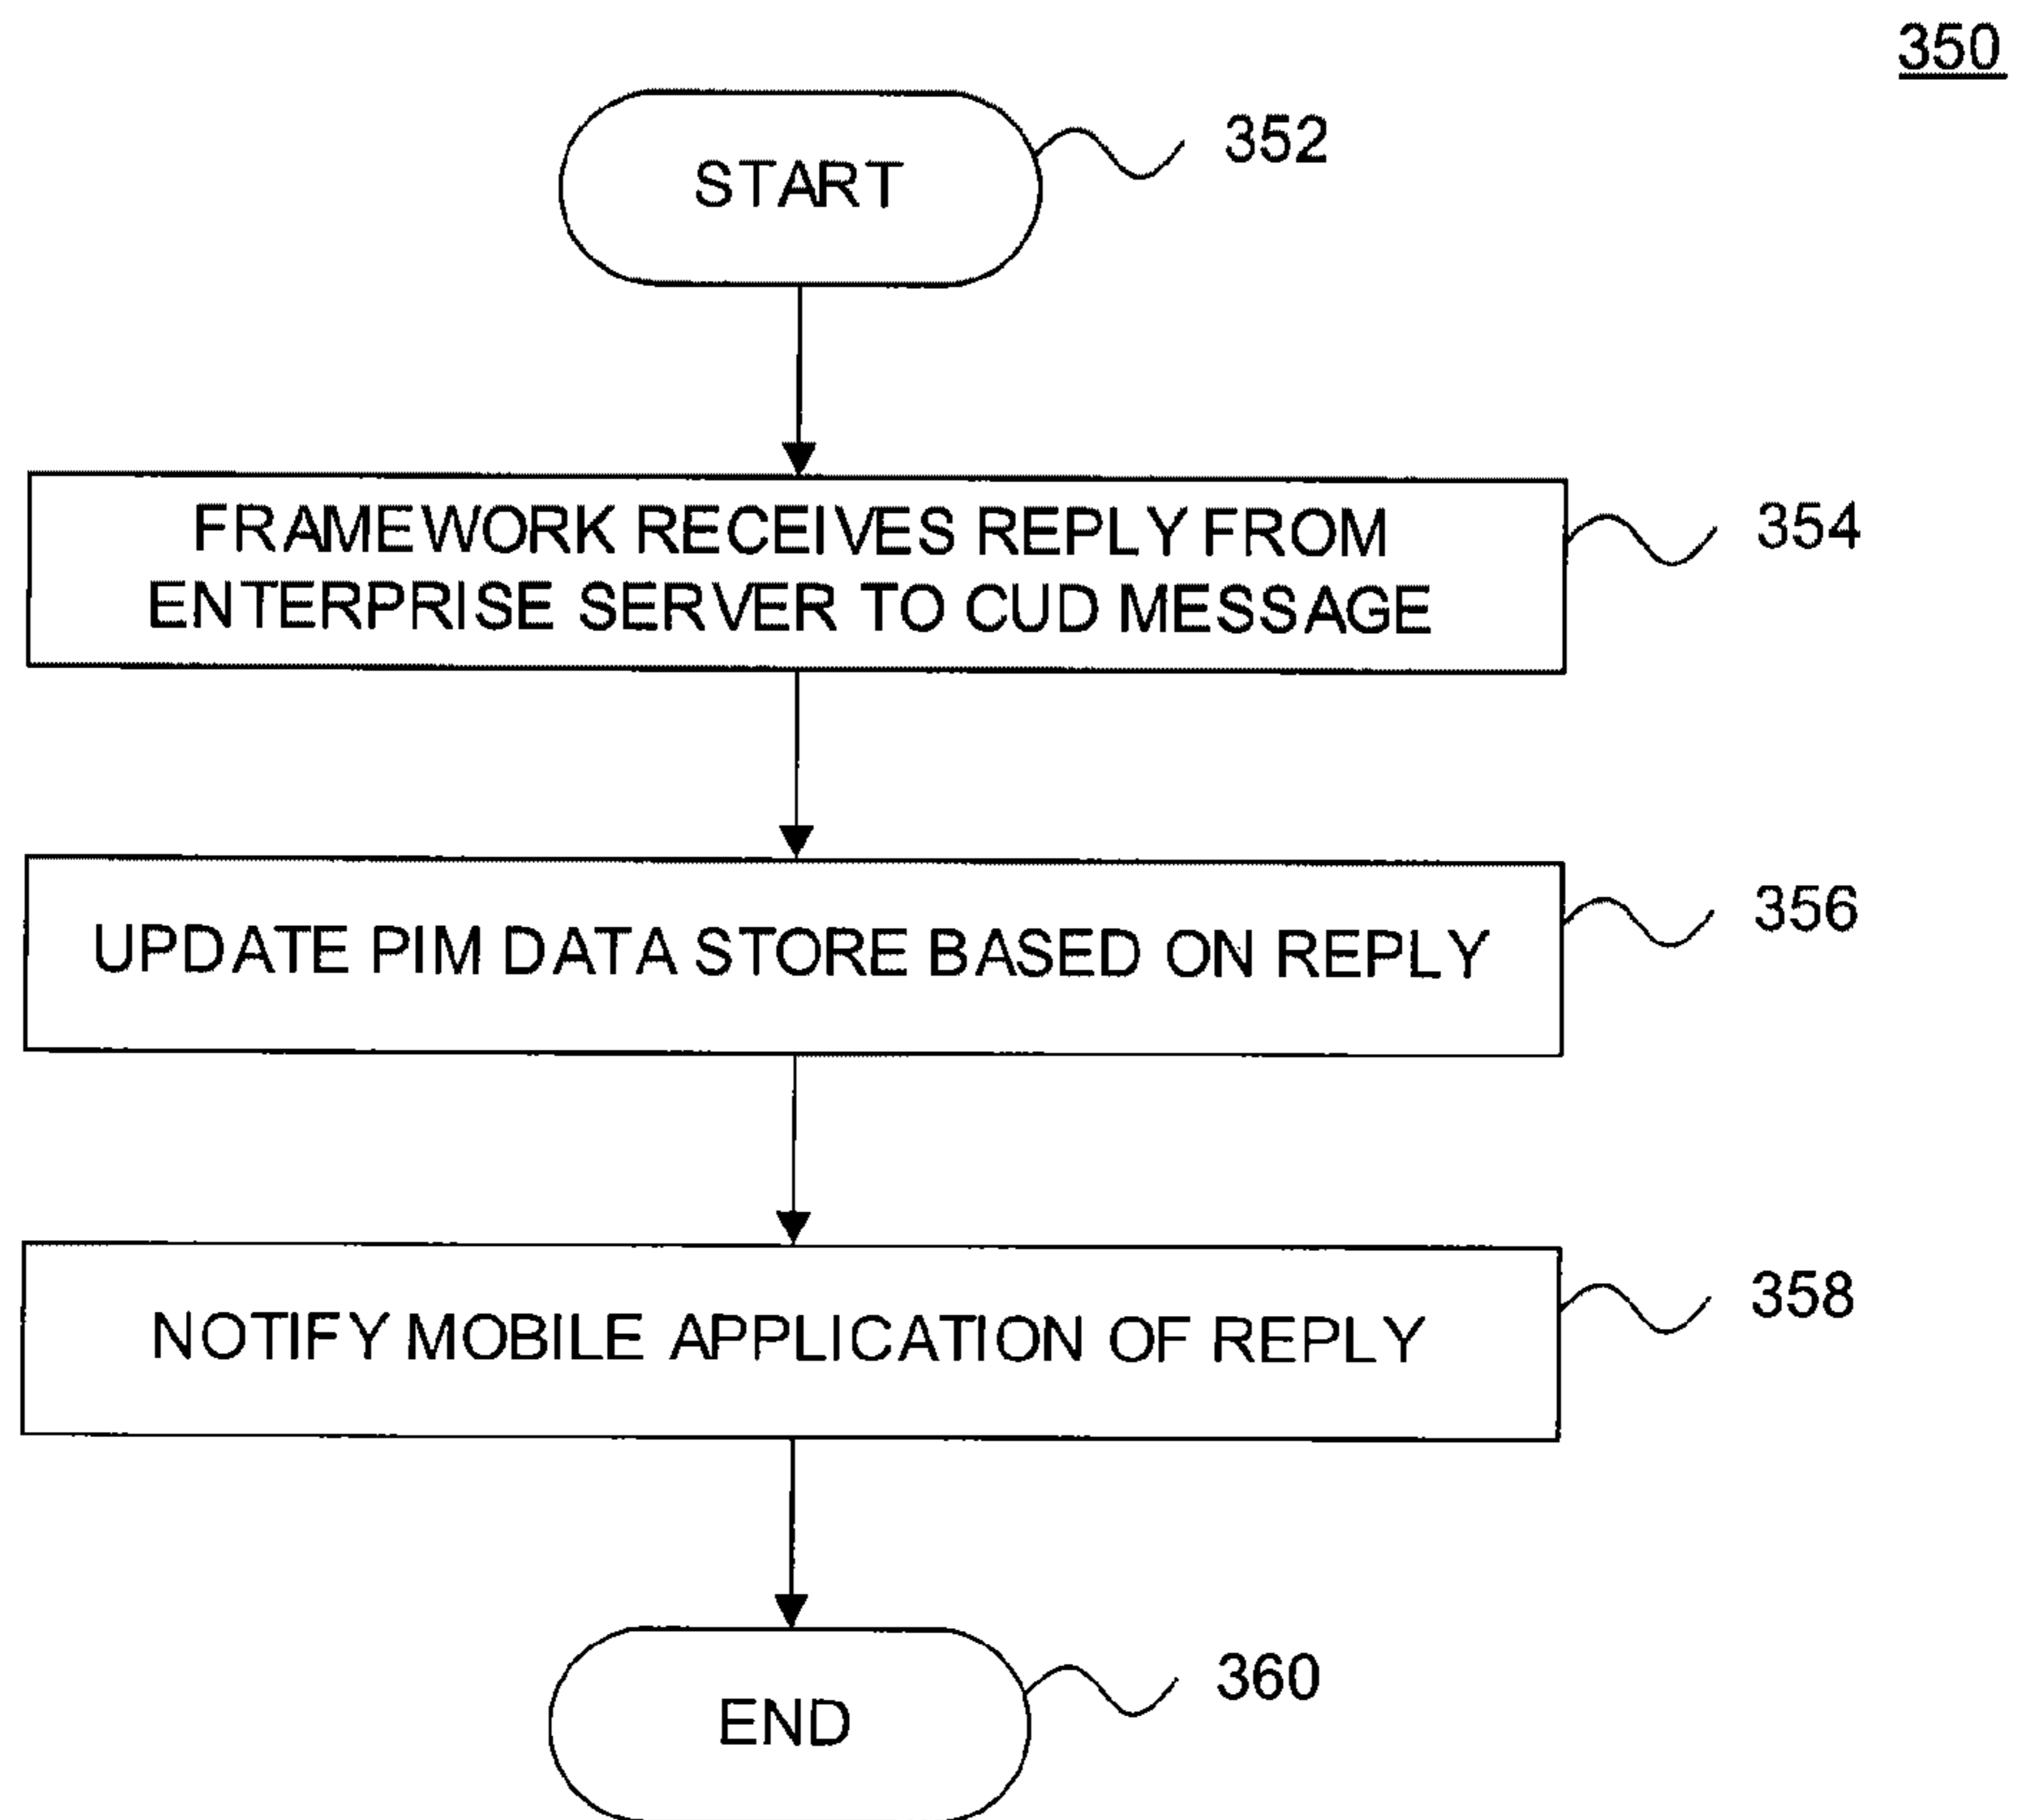 350
START
352
FRAMEWORK RECEIVES REPLY FROM
ENTERPRISE SERVER TO CUD MESSAGE
354
UPDATE PIM DATA STORE BASED ON REPLY
356
NOTIFY MOBILE APPLICATION OF REPLY
358
END
360